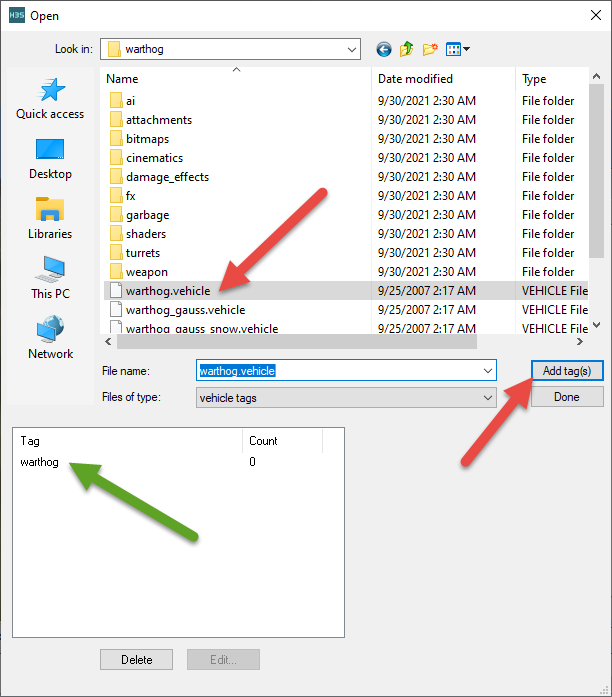 H3S Open
Look in: warthog
Name Date modified Type
ai 9/30/2021 2:30 AM File folder
attachments 9/30/2021 2:30 AM File folder
bitmaps 9/30/2021 2:30 AM File folder
cinematics 9/30/2021 2:30 AM File folder
damage_effects 9/30/2021 2:30 AM File folder
fx 9/30/2021 2:30 AM File folder
garbage 9/30/2021 2:30 AM File folder
shaders 9/30/2021 2:30 AM File folder
turrets 9/30/2021 2:30 AM File folder
weapon 9/30/2021 2:30 AM File folder
warthog.vehicle 9/25/2007 2:17 AM VEHICLE File
warthog_gauss.vehicle 9/25/2007 2:17 AM VEHICLE File
warthog_gauss_snow.vehicle 9/25/2007 2:17 AM VEHICLE File
Quick access
Desktop
Libraries
This PC
Network
File name: warthog.vehicle Add tag(s)
Files of type: vehicle tags Done
Tag Count
warthog 0
Delete Edit...